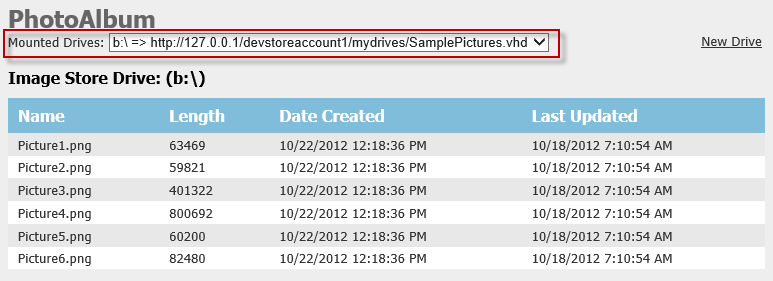 PhotoAlbum
Mounted Drives: b:\ => http://127.0.0.1/devstoreaccount1/mydrives/SamplePictures.vhd New Drive
Image Store Drive: (b:\)
Name Length Date Created Last Updated
Picture1.png 63469 10/22/2012 12:18:36 PM 10/18/2012 7:10:54 AM
Picture2.png 59821 10/22/2012 12:18:36 PM 10/18/2012 7:10:54 AM
Picture3.png 401322 10/22/2012 12:18:36 PM 10/18/2012 7:10:54 AM
Picture4.png 800692 10/22/2012 12:18:36 PM 10/18/2012 7:10:54 AM
Picture5.png 60200 10/22/2012 12:18:36 PM 10/18/2012 7:10:54 AM
Picture6.png 82480 10/22/2012 12:18:36 PM 10/18/2012 7:10:54 AM